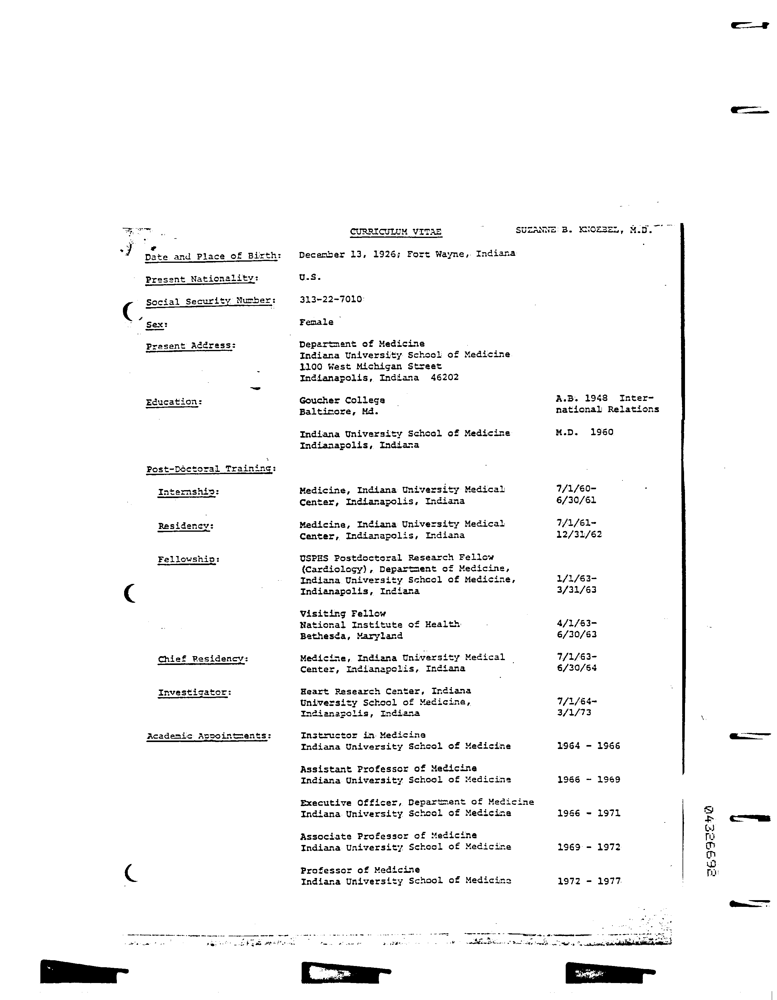 CURRICULUM VITAE SUZANNE B. KNOEBEL, M.D.
Date and Place of Birth: December 13, 1926; Fort Wayne, Indiana
Present Nationality: U.S.
Social Security Number: 313-22-7010
Sex: Female
Present Address: Department of Medicine
Indiana University School of Medicine
1100 West Michigan Street
Indianapolis, Indiana 46202
Education: Goucher College A.B. 1948 Inter-
Baltimore, Md. national Relations
Indiana University School of Medicine M.D. 1960
Indianapolis, Indiana
Post-Doctoral Training:
Internship: Medicine, Indiana University Medical 7/1/60-
Center, Indianapolis, Indiana 6/30/61
Residency: Medicine, Indiana University Medical 7/1/61-
Center, Indianapolis, Indiana 12/31/62
Fellowship: USPHS Postdoctoral Research Fellow
(Cardiology), Department of Medicine,
Indiana University School of Medicine, 1/1/63-
Indianapolis, Indiana 3/31/63
Visiting Fellow
National Institute of Health 4/1/63-
Bethesda, Maryland 6/30/63
Chief Residency: Medicine, Indiana University Medical 7/1/63-
Center, Indianapolis, Indiana 6/30/64
Investigator: Heart Research Center, Indiana
University School of Medicine, 7/1/64-
Indianapolis, Indiana 3/1/73
Academic Appointments: Instructor in Medicine
Indiana University School of Medicine 1964 - 1966
Assistant Professor of Medicine
Indiana University School of Medicine 1966 - 1969
Executive Officer, Department of Medicine
Indiana University School of Medicine 1966 - 1971
Associate Professor of Medicine
Indiana University School of Medicine 1969 - 1972
Professor of Medicine
Indiana University School of Medicine 1972 - 1977
04326692